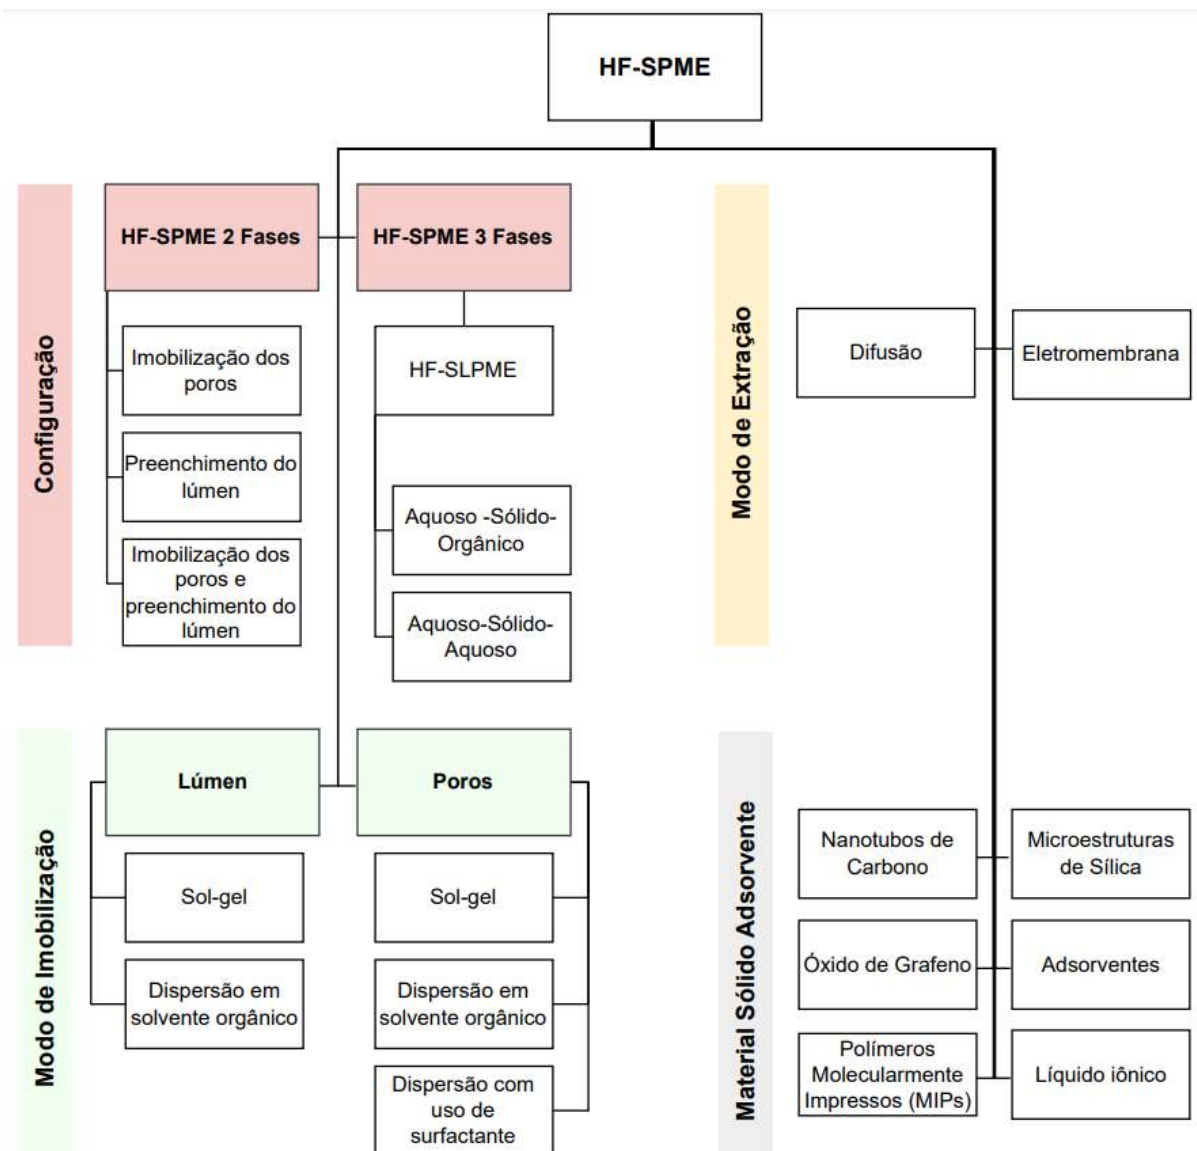 HF-SPME
Configuração
HF-SPME 2 Fases
HF-SPME 3 Fases
Imobilização dos
poros
Preenchimento do
lúmen
Imobilização dos
poros e
preenchimento do
lúmen
HF-SLPME
Aquoso -Sólido-
Orgânico
Aquoso-Sólido-
Aquoso
Modo de Extração
Difusão
Eletromembrana
Modo de Imobilização
Lúmen
Poros
Sol-gel
Dispersão em
solvente orgânico
Sol-gel
Dispersão em
solvente orgânico
Dispersão com
uso de
surfactante
Material Sólido Adsorvente
Nanotubos de
Carbono
Microestruturas
de Sílica
Óxido de Grafeno
Adsorventes
Polímeros
Molecularmente
Impressos (MIPs)
Líquido iônico